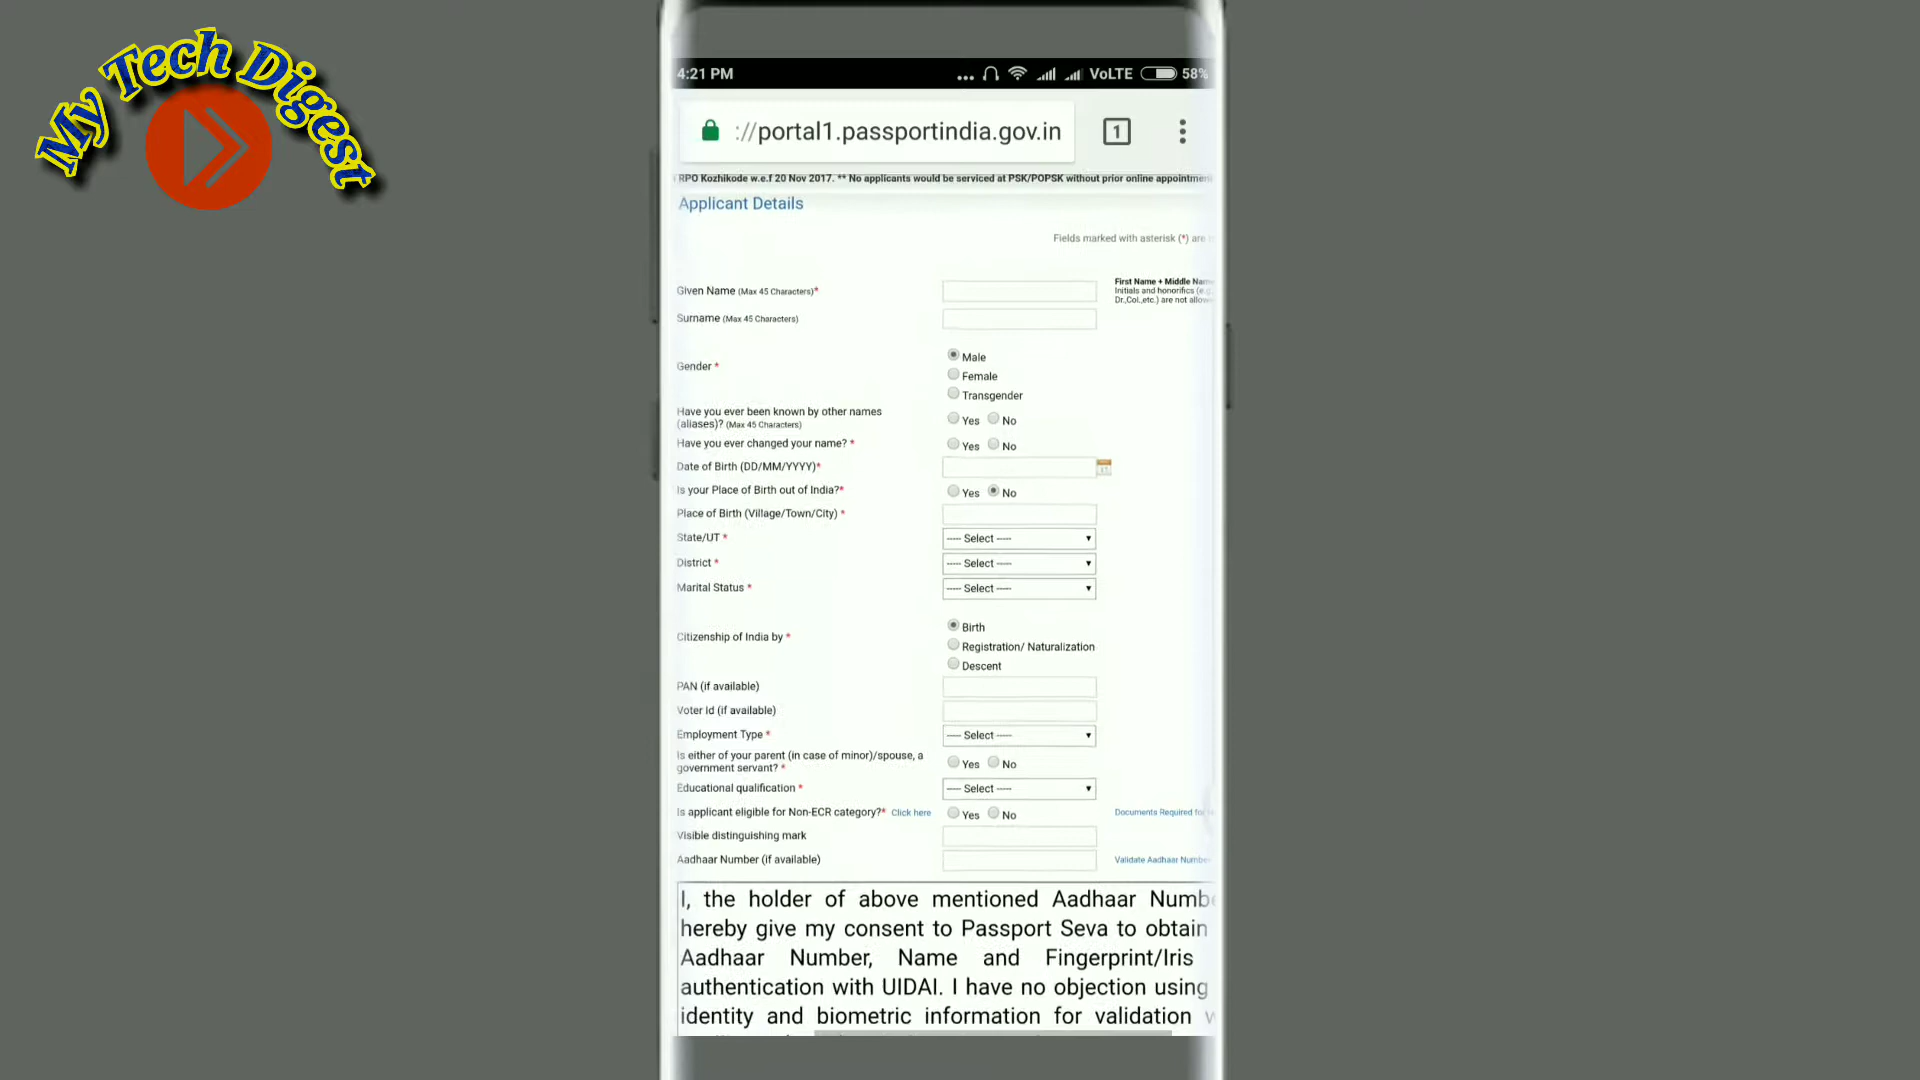 My Tech Digest
4:21 PM
VoLTE 58%
://portal1.passportindia.gov.in
1
RPO Kozhikode w.e.f 20 Nov 2017. ** No applicants would be serviced at PSK/POPSK without prior online appointmen
Applicant Details
Fields marked with asterisk (*) are
Given Name (Max 45 Characters)*
First Name + Middle Nam
Initials and honorifics (e.g.
Dr.,Col.,etc.) are not allow
Surname (Max 45 Characters)
Gender *
Male
Female
Transgender
Have you ever been known by other names
(aliases)? (Max 45 Characters)
Yes No
Have you ever changed your name? *
Yes No
Date of Birth (DD/MM/YYYY)*
Is your Place of Birth out of India?*
Yes No
Place of Birth (Village/Town/City) *
State/UT *
---- Select ----
District *
---- Select ----
Marital Status *
---- Select ----
Citizenship of India by *
Birth
Registration/ Naturalization
Descent
PAN (if available)
Voter Id (if available)
Employment Type *
---- Select ----
Is either of your parent (in case of minor)/spouse, a
government servant? *
Yes No
Educational qualification *
---- Select ----
Is applicant eligible for Non-ECR category?* Click here
Yes No
Documents Required for
Visible distinguishing mark
Aadhaar Number (if available)
Validate Aadhaar Number
I, the holder of above mentioned Aadhaar Numbe
hereby give my consent to Passport Seva to obtain
Aadhaar Number, Name and Fingerprint/Iris
authentication with UIDAI. I have no objection using
identity and biometric information for validation w